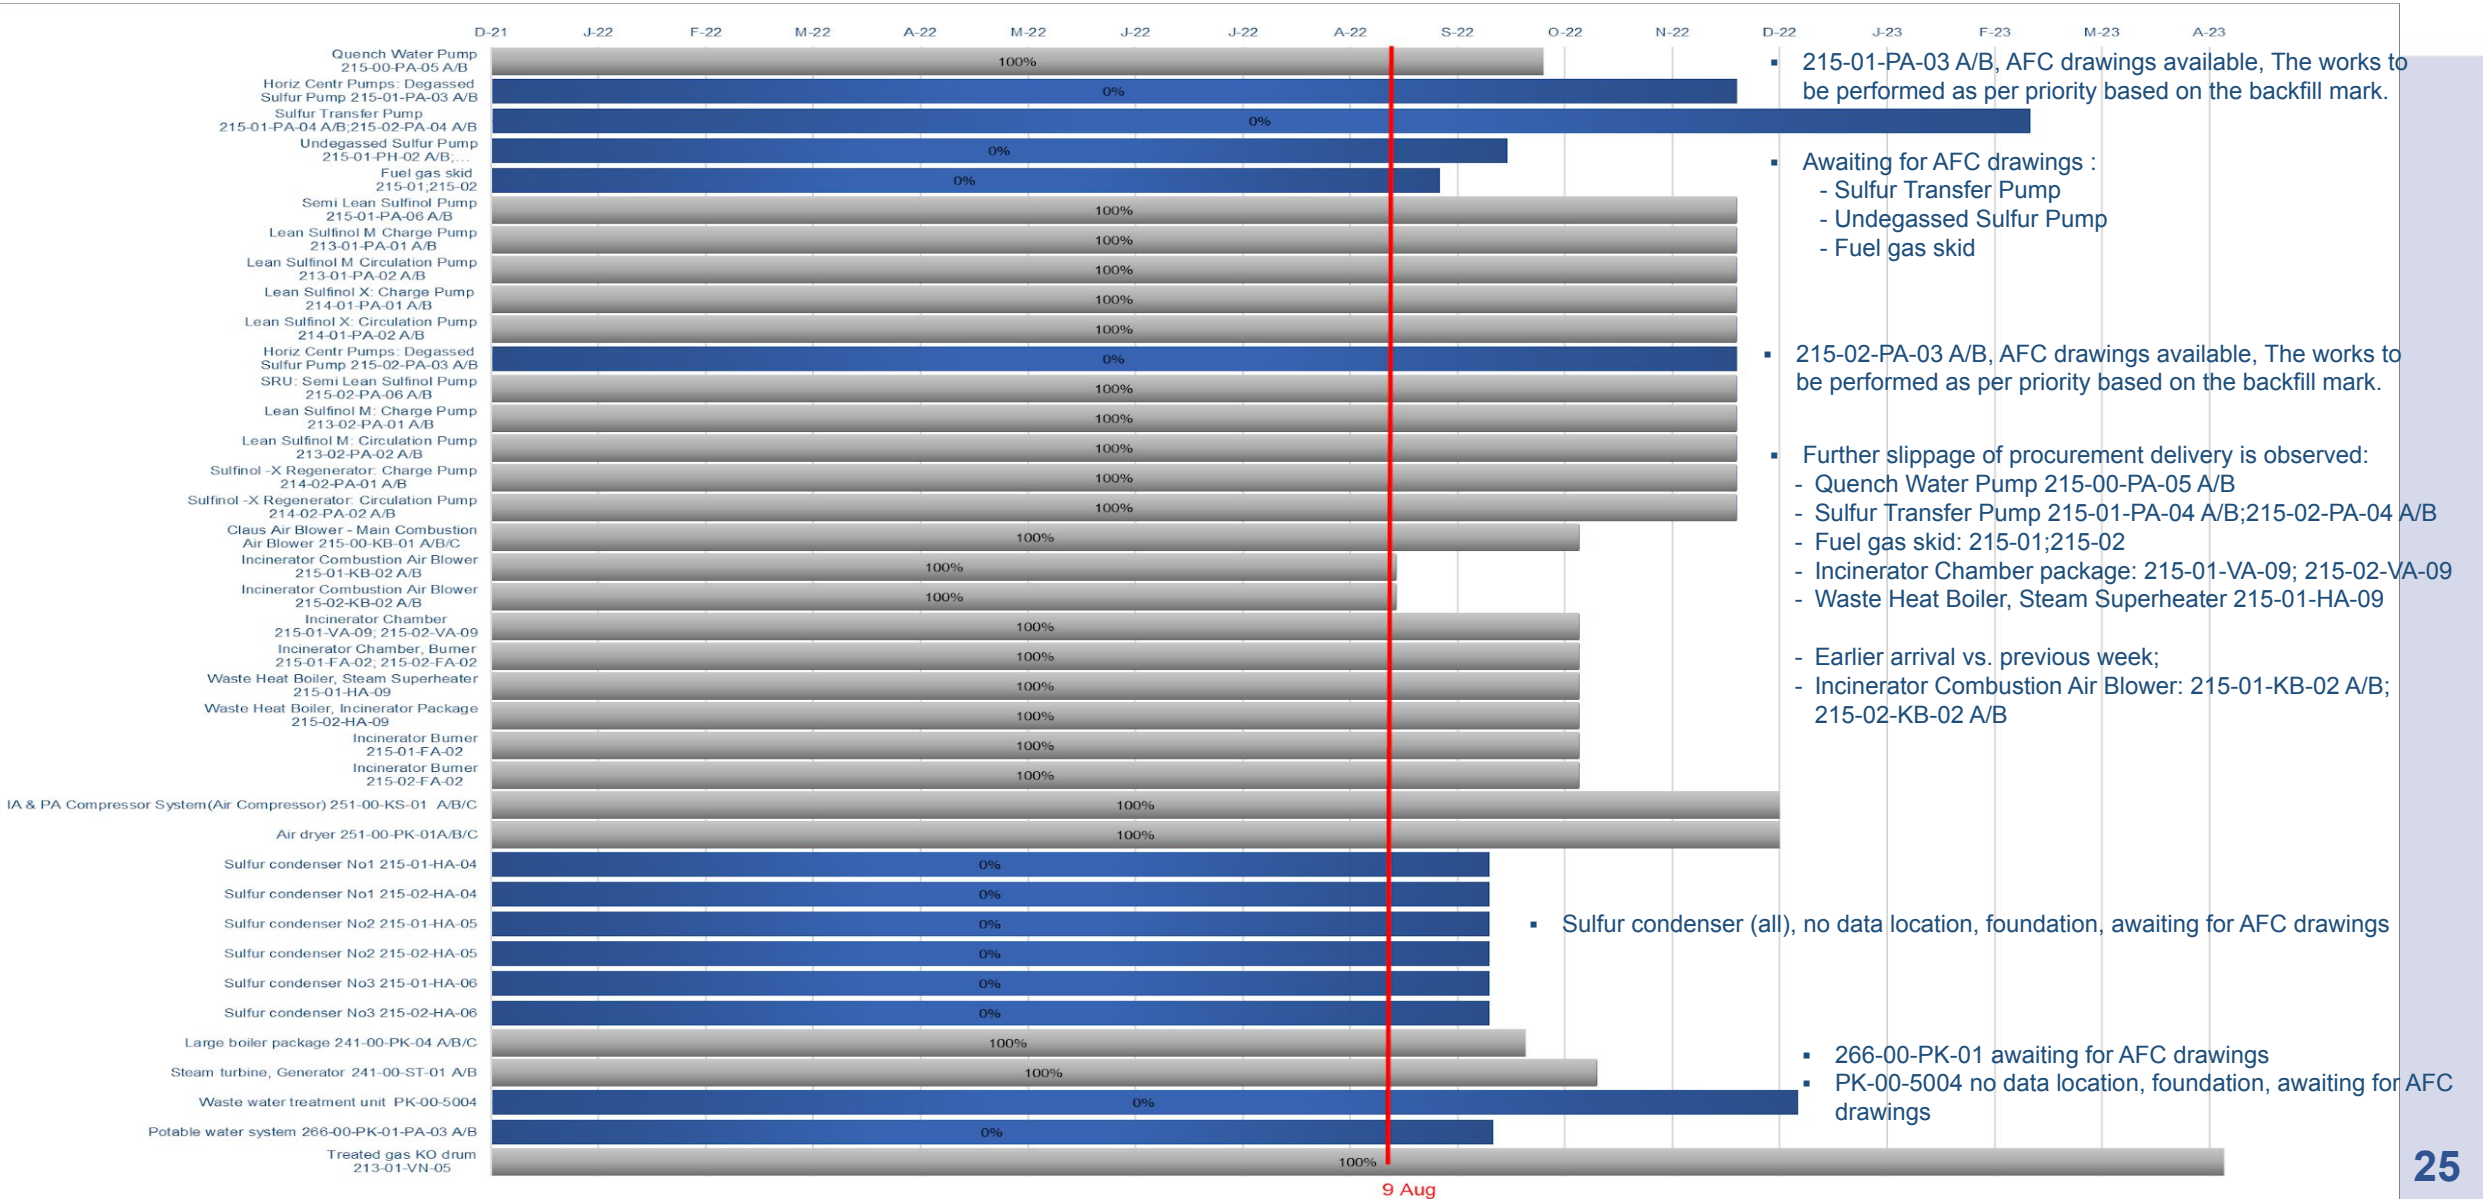 D-21 J-22 F-22 M-22 A-22 M-22 J-22 J-22 A-22 S-22 O-22 N-22 D-22 J-23 F-23 M-23 A-23
Quench Water Pump
215-00-PA-05 A/B
100%
Horiz Centr Pumps: Degassed
Sulfur Pump 215-01-PA-03 A/B
0%
Sulfur Transfer Pump
215-01-PA-04 A/B;215-02-PA-04 A/B
0%
Undegassed Sulfur Pump
215-01-PH-02 A/B;...
0%
Fuel gas skid
215-01;215-02
0%
Semi Lean Sulfinol Pump
215-01-PA-06 A/B
100%
Lean Sulfinol M Charge Pump
213-01-PA-01 A/B
100%
Lean Sulfinol M Circulation Pump
213-01-PA-02 A/B
100%
Lean Sulfinol X: Charge Pump
214-01-PA-01 A/B
100%
Lean Sulfinol X: Circulation Pump
214-01-PA-02 A/B
100%
Horiz Centr Pumps: Degassed
Sulfur Pump 215-02-PA-03 A/B
0%
SRU: Semi Lean Sulfinol Pump
215-02-PA-06 A/B
100%
Lean Sulfinol M: Charge Pump
213-02-PA-01 A/B
100%
Lean Sulfinol M: Circulation Pump
213-02-PA-02 A/B
100%
Sulfinol -X Regenerator: Charge Pump
214-02-PA-01 A/B
100%
Sulfinol -X Regenerator: Circulation Pump
214-02-PA-02 A/B
100%
Claus Air Blower - Main Combustion
Air Blower 215-00-KB-01 A/B/C
100%
Incinerator Combustion Air Blower
215-01-KB-02 A/B
100%
Incinerator Combustion Air Blower
215-02-KB-02 A/B
100%
Incinerator Chamber
215-01-VA-09; 215-02-VA-09
100%
Incinerator Chamber, Burner
215-01-FA-02; 215-02-FA-02
100%
Waste Heat Boiler, Steam Superheater
215-01-HA-09
100%
Waste Heat Boiler, Incinerator Package
215-02-HA-09
100%
Incinerator Burner
215-01-FA-02
100%
Incinerator Burner
215-02-FA-02
100%
IA & PA Compressor System(Air Compressor) 251-00-KS-01 A/B/C
100%
Air dryer 251-00-PK-01A/B/C
100%
Sulfur condenser No1 215-01-HA-04
0%
Sulfur condenser No1 215-02-HA-04
0%
Sulfur condenser No2 215-01-HA-05
0%
Sulfur condenser No2 215-02-HA-05
0%
Sulfur condenser No3 215-01-HA-06
0%
Sulfur condenser No3 215-02-HA-06
0%
Large boiler package 241-00-PK-04 A/B/C
100%
Steam turbine, Generator 241-00-ST-01 A/B
100%
Waste water treatment unit PK-00-5004
0%
Potable water system 266-00-PK-01-PA-03 A/B
0%
Treated gas KO drum
213-01-VN-05
100%
9 Aug
▪ 215-01-PA-03 A/B, AFC drawings available, The works to
be performed as per priority based on the backfill mark.
▪ Awaiting for AFC drawings :
- Sulfur Transfer Pump
- Undegassed Sulfur Pump
- Fuel gas skid
▪ 215-02-PA-03 A/B, AFC drawings available, The works to
be performed as per priority based on the backfill mark.
▪ Further slippage of procurement delivery is observed:
- Quench Water Pump 215-00-PA-05 A/B
- Sulfur Transfer Pump 215-01-PA-04 A/B;215-02-PA-04 A/B
- Fuel gas skid: 215-01;215-02
- Incinerator Chamber package: 215-01-VA-09; 215-02-VA-09
- Waste Heat Boiler, Steam Superheater 215-01-HA-09
- Earlier arrival vs. previous week;
- Incinerator Combustion Air Blower: 215-01-KB-02 A/B;
215-02-KB-02 A/B
▪ Sulfur condenser (all), no data location, foundation, awaiting for AFC drawings
▪ 266-00-PK-01 awaiting for AFC drawings
▪ PK-00-5004 no data location, foundation, awaiting for AFC
drawings
25